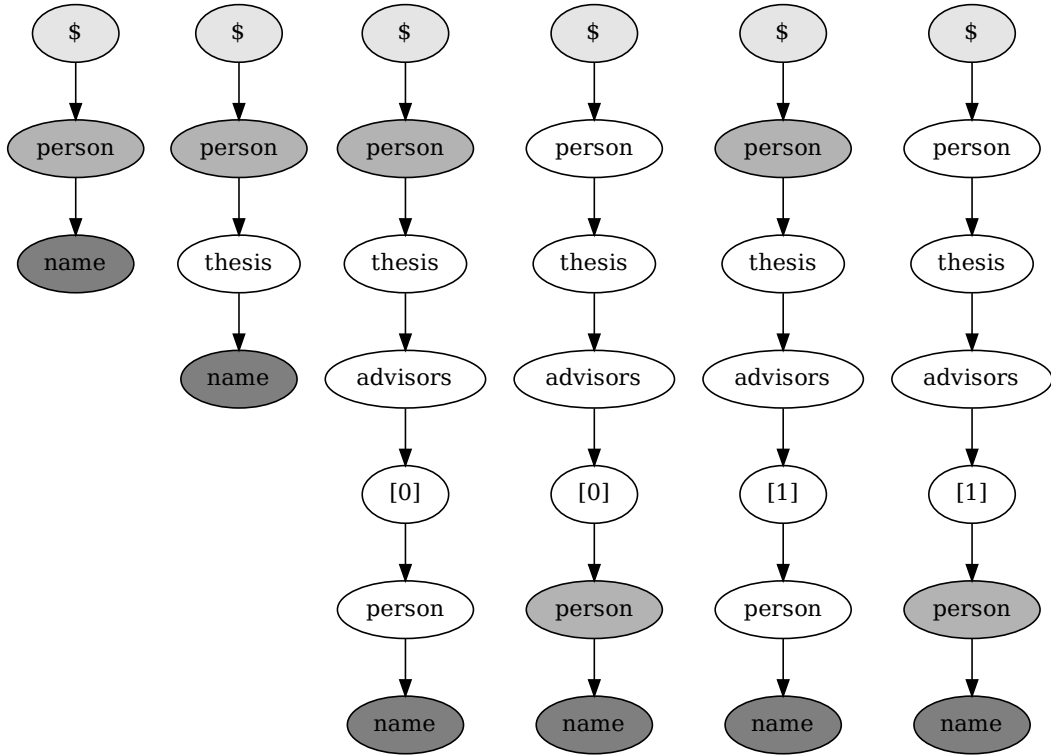 $ $ $ $ $ $
person person person person person person
name thesis thesis thesis thesis thesis
name advisors advisors advisors advisors
[0] [0] [1] [1]
person person person person
name name name name